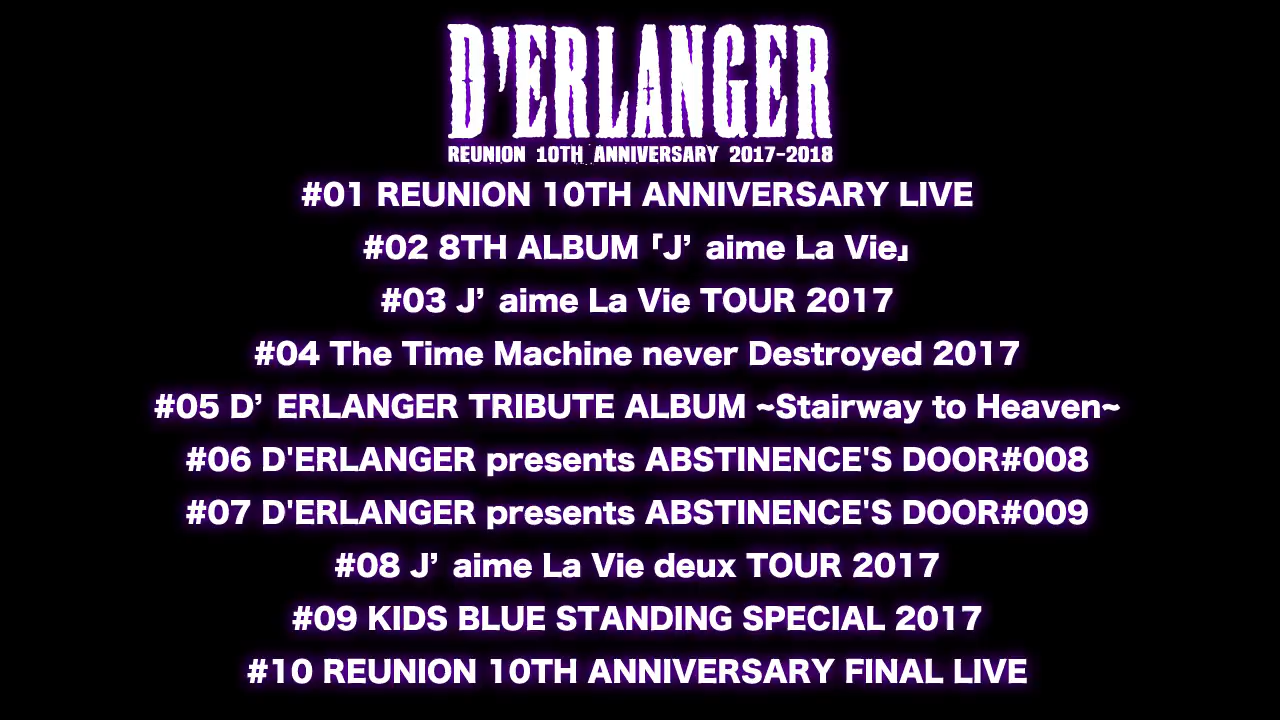 D'ERLANGER
REUNION 10TH ANNIVERSARY 2017-2018
#01 REUNION 10TH ANNIVERSARY LIVE
#02 8TH ALBUM「J’aime La Vie」
#03 J’aime La Vie TOUR 2017
#04 The Time Machine never Destroyed 2017
#05 D’ERLANGER TRIBUTE ALBUM ~Stairway to Heaven~
#06 D'ERLANGER presents ABSTINENCE'S DOOR#008
#07 D'ERLANGER presents ABSTINENCE'S DOOR#009
#08 J’aime La Vie deux TOUR 2017
#09 KIDS BLUE STANDING SPECIAL 2017
#10 REUNION 10TH ANNIVERSARY FINAL LIVE